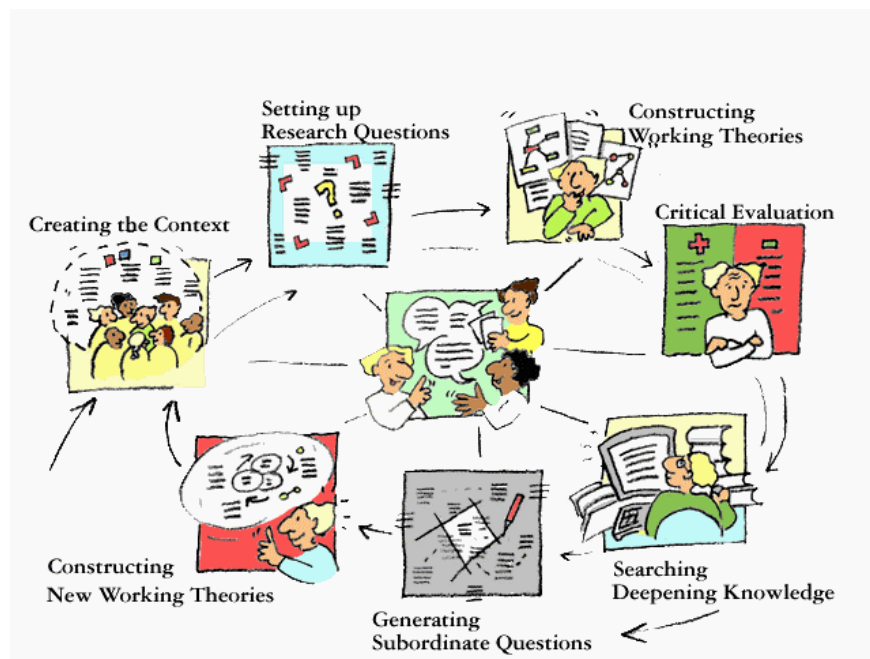 Setting up
Research Questions
Constructing
Working Theories
Creating the Context
Critical Evaluation
Constructing
New Working Theories
Searching
Deepening Knowledge
Generating
Subordinate Questions